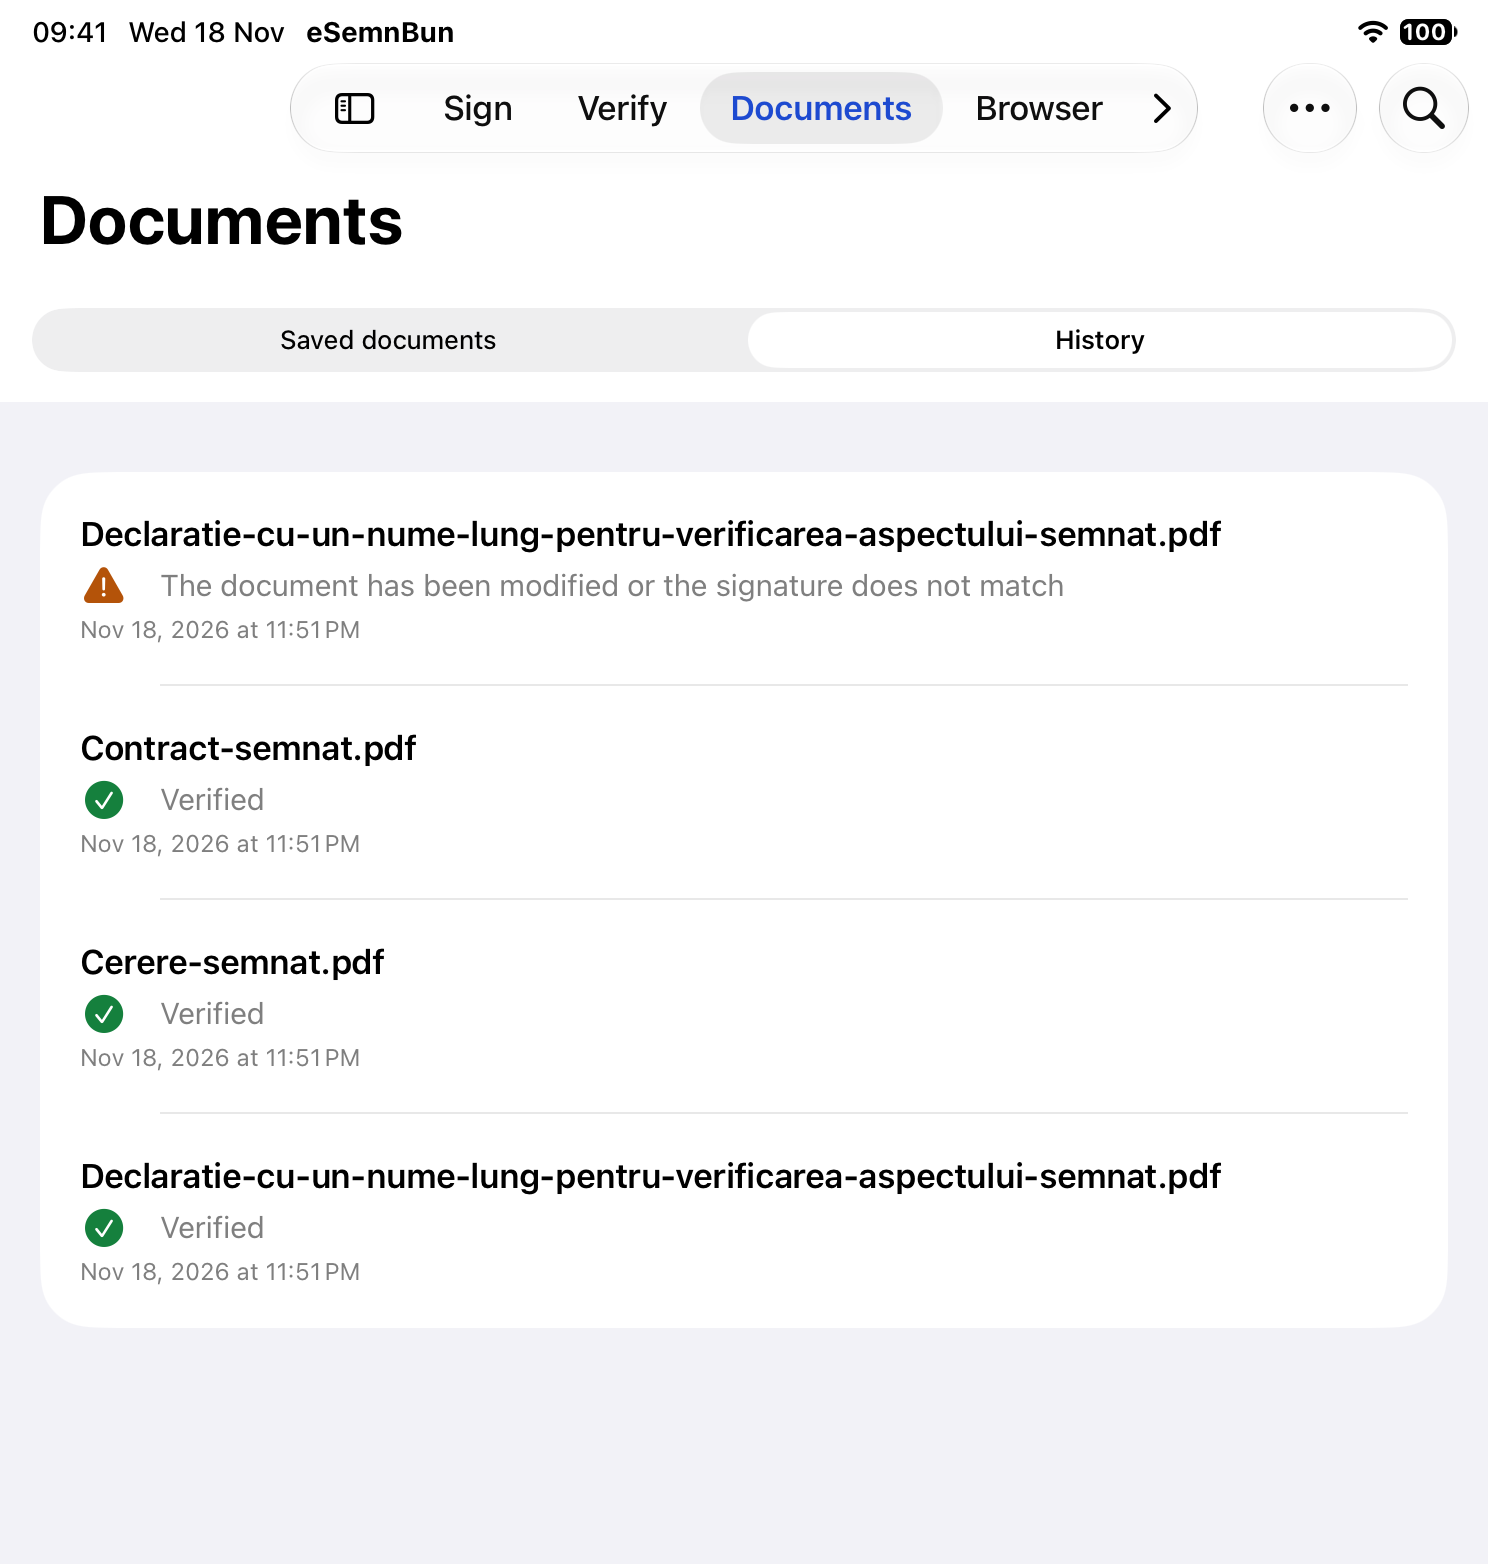 09:41 Wed 18 Nov eSemnBun 100
Sign Verify Documents Browser
Documents
Saved documents History
Declaratie-cu-un-nume-lung-pentru-verificarea-aspectului-semnat.pdf
The document has been modified or the signature does not match
Nov 18, 2026 at 11:51 PM
Contract-semnat.pdf
Verified
Nov 18, 2026 at 11:51 PM
Cerere-semnat.pdf
Verified
Nov 18, 2026 at 11:51 PM
Declaratie-cu-un-nume-lung-pentru-verificarea-aspectului-semnat.pdf
Verified
Nov 18, 2026 at 11:51 PM